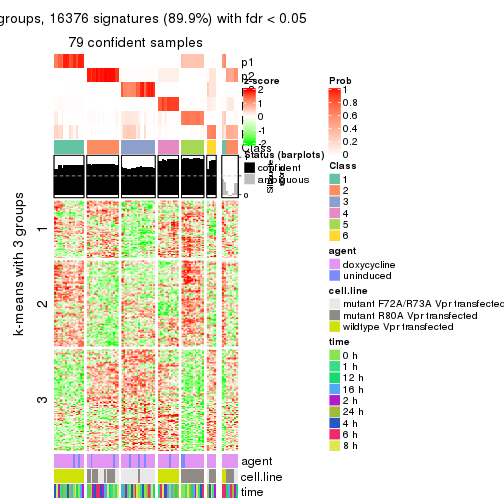 groups, 16376 signatures (89.9%) with fdr < 0.05
79 confident samples
p1
p2
z-score
2
1
0
-1
-2
Prob
1
0.8
0.6
0.4
0.2
0
Class
Status (barplots)
confident
ambiguous
0
Class
1
2
3
4
5
6
agent
doxycycline
uninduced
cell.line
mutant F72A/R73A Vpr transfected
mutant R80A Vpr transfected
wildtype Vpr transfected
time
0 h
1 h
12 h
16 h
2 h
24 h
4 h
6 h
8 h
k-means with 3 groups
1
2
3
agent
cell.line
time